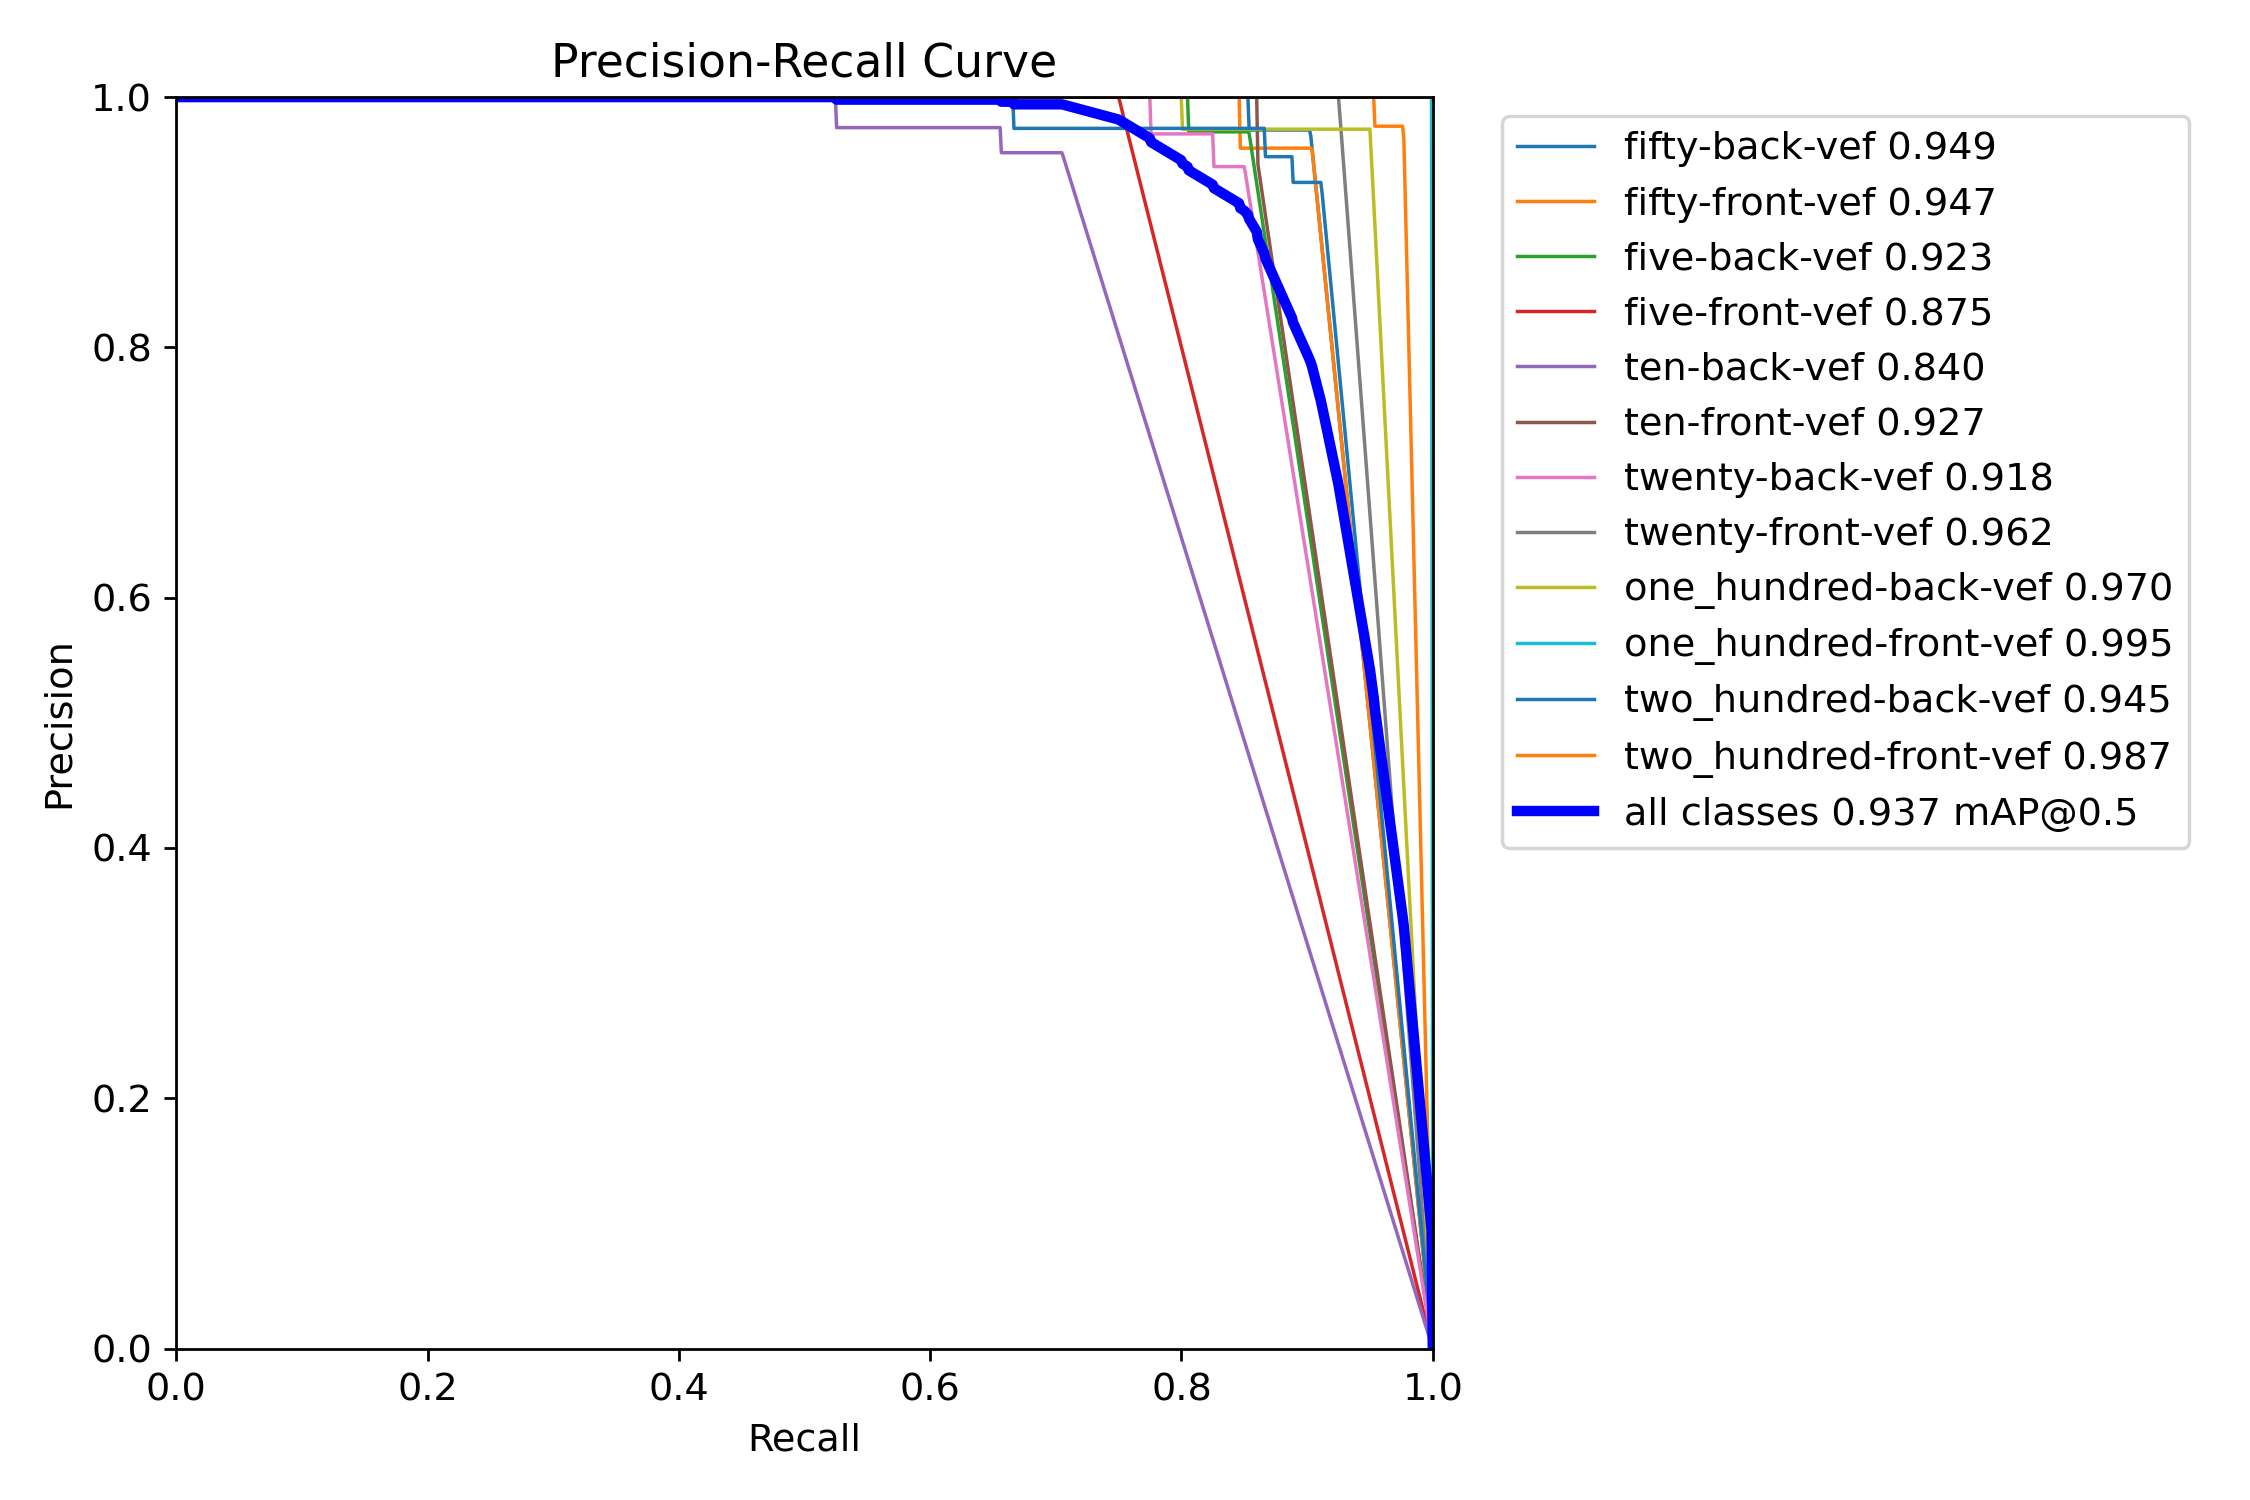 Precision-Recall Curve
1.0
0.8
0.6
0.4
0.2
0.0
Precision
0.0 0.2 0.4 0.6 0.8 1.0
Recall
fifty-back-vef 0.949
fifty-front-vef 0.947
five-back-vef 0.923
five-front-vef 0.875
ten-back-vef 0.840
ten-front-vef 0.927
twenty-back-vef 0.918
twenty-front-vef 0.962
one_hundred-back-vef 0.970
one_hundred-front-vef 0.995
two_hundred-back-vef 0.945
two_hundred-front-vef 0.987
all classes 0.937 mAP@0.5